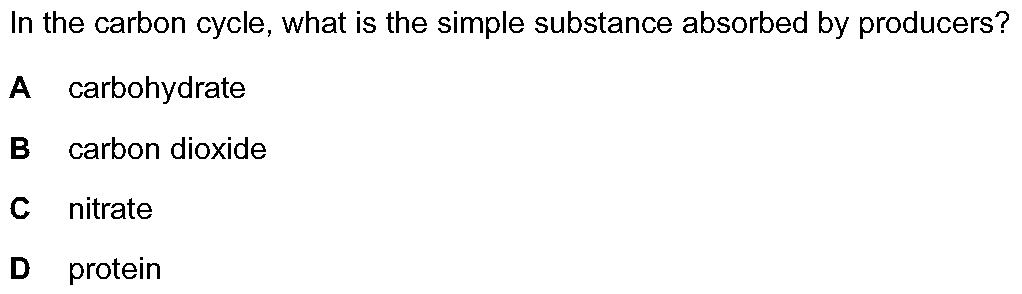 In the carbon cycle, what is the simple substance absorbed by producers?
A carbohydrate
B carbon dioxide
C nitrate
D protein